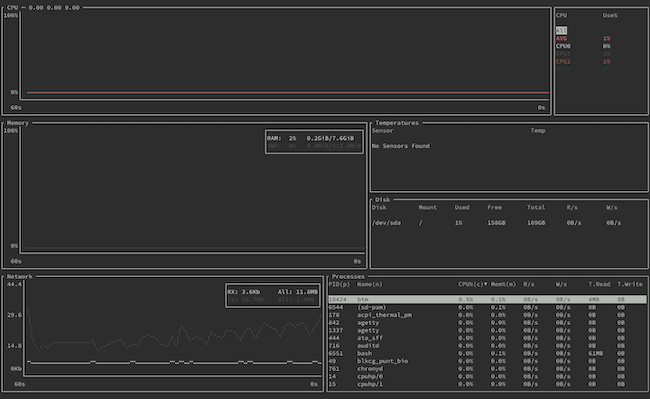 CPU — 0.00 0.00 0.00
100%
0%
60s 0s
CPU Use%
All
AVG 1%
CPU0 0%
CPU1
CPU2 1%
Memory
100%
RAM: 2% 0.2GiB/7.6GiB
0%
60s 0s
Temperatures
Sensor Temp
No Sensors Found
Disk
Disk Mount Used Free Total R/s W/s
/dev/sda / 1% 158GB 169GB 0B/s 0B/s
Network
44.4
29.6
14.8
0Kb
60s 0s
RX: 3.6Kb All: 11.8MB
Processes
PID(p) Name(n) CPU%(c)▼ Mem%(m) R/s W/s T.Read T.Write
10424 btm 0.5% 0.1% 0B/s 0B/s 4MB 0B
6544 (sd-pam) 0.0% 0.0% 0B/s 0B/s 0B 0B
178 acpi_thermal_pm 0.0% 0.0% 0B/s 0B/s 0B 0B
842 agetty 0.0% 0.0% 0B/s 0B/s 0B 0B
1337 agetty 0.0% 0.0% 0B/s 0B/s 0B 0B
444 ata_sff 0.0% 0.0% 0B/s 0B/s 0B 0B
716 auditd 0.0% 0.0% 0B/s 0B/s 0B 0B
6551 bash 0.0% 0.1% 0B/s 0B/s 61MB 0B
49 blkcg_punt_bio 0.0% 0.0% 0B/s 0B/s 0B 0B
761 chronyd 0.0% 0.0% 0B/s 0B/s 0B 0B
14 cpuhp/0 0.0% 0.0% 0B/s 0B/s 0B 0B
15 cpuhp/1 0.0% 0.0% 0B/s 0B/s 0B 0B